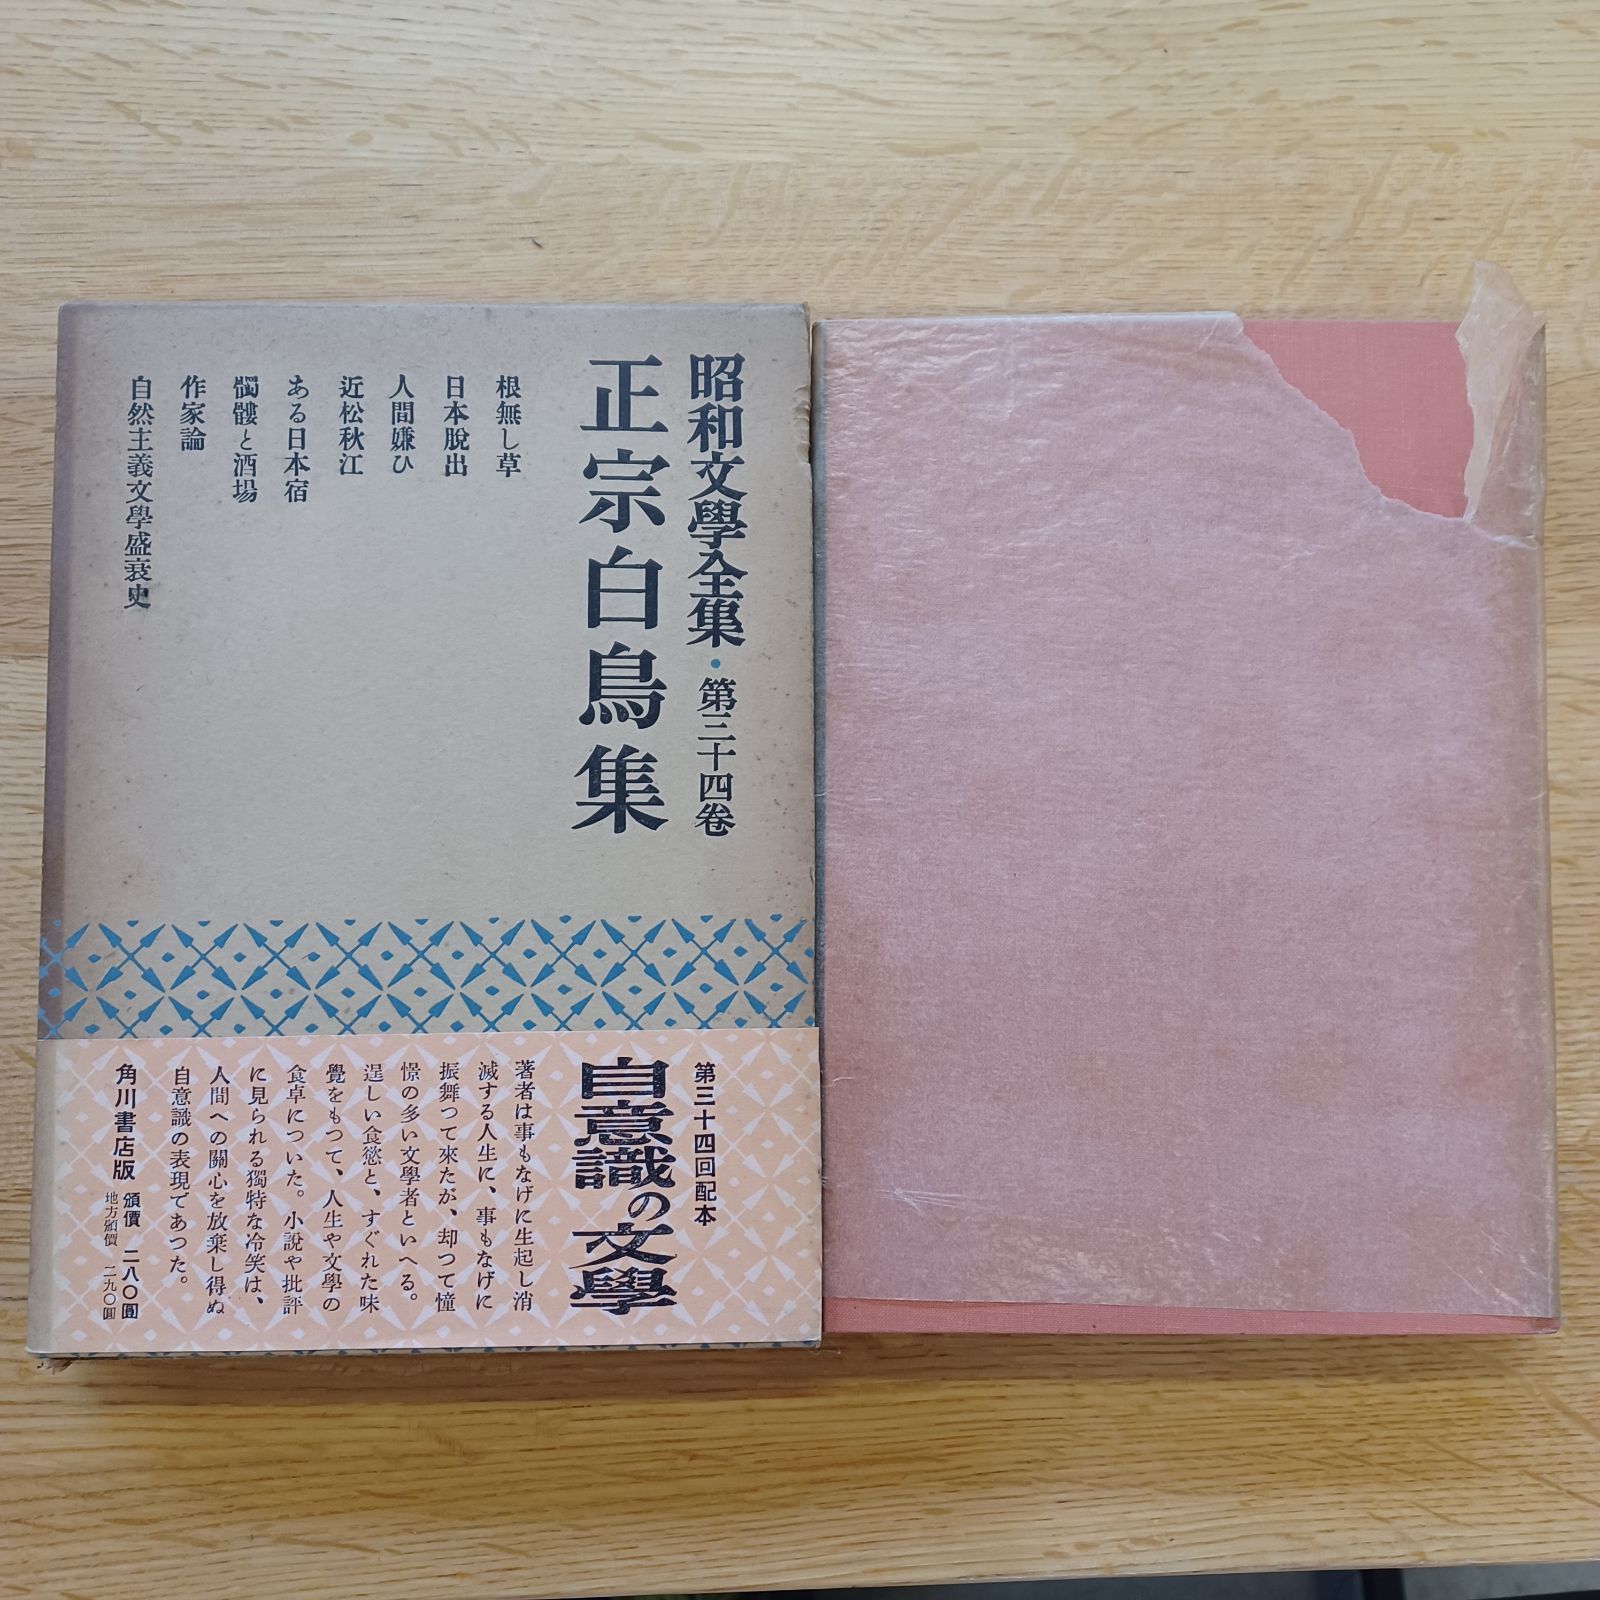 昭和文學全集・第三十四卷
正宗白鳥集
根無し草
日本脫出
人間嫌ひ
近松秋江
ある日本宿
髑髏と酒場
作家論
自然主義文學盛衰史
第三十四回配本
自意識の文學
著者は事もなげに生起し消
滅する人生に、事もなげに
振舞つて來たが、却つて憧
憬の多い文學者といへる。
逞しい食慾と、すぐれた味
覺をもつて、人生や文學の
食卓についた。小說や批評
に見られる獨特な冷笑は、
人間への關心を放棄し得ぬ
自意識の表現であつた。
角川書店版 頒價 二八〇圓
地方頒價 二九〇圓